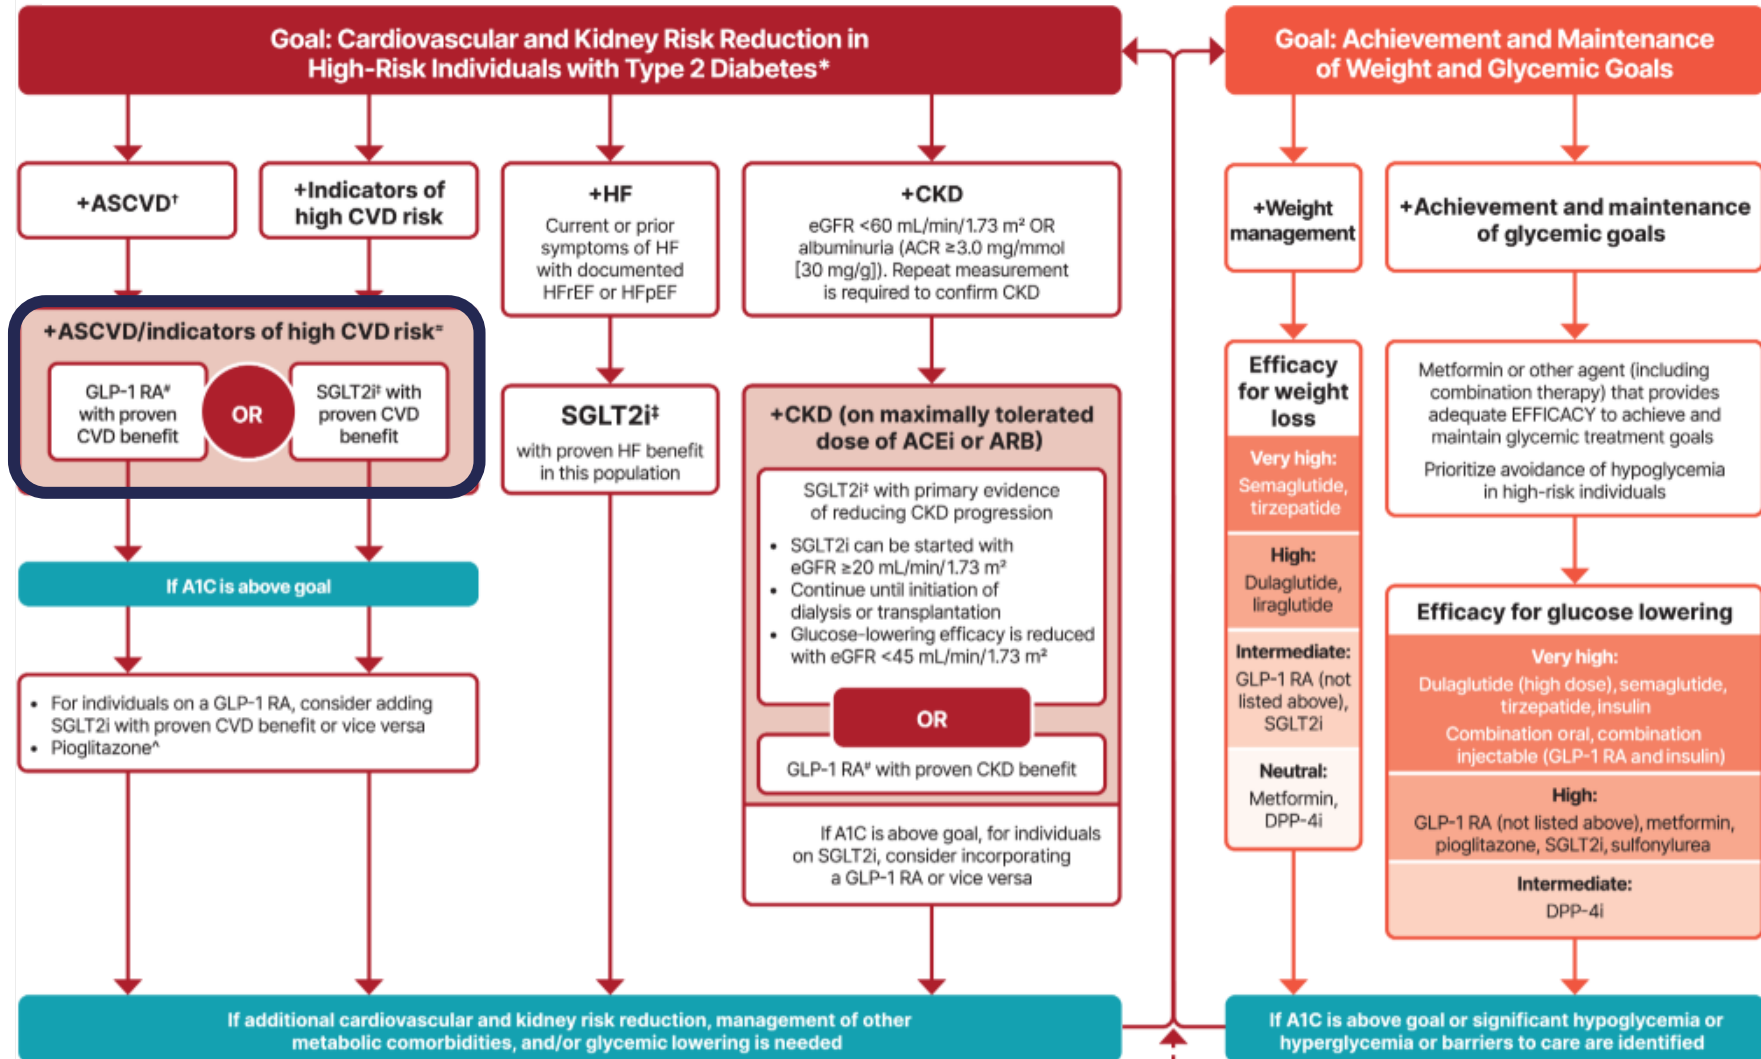 Goal: Cardiovascular and Kidney Risk Reduction in
High-Risk Individuals with Type 2 Diabetes*
+ASCVD†
+Indicators of
high CVD risk
+ASCVD/indicators of high CVD risk≈
GLP-1 RA#
with proven
CVD benefit
OR
SGLT2i‡ with
proven CVD
benefit
If A1C is above goal
• For individuals on a GLP-1 RA, consider adding
SGLT2i with proven CVD benefit or vice versa
• Pioglitazone^
+HF
Current or prior
symptoms of HF
with documented
HFrEF or HFpEF
SGLT2i‡
with proven HF benefit
in this population
+CKD
eGFR <60 mL/min/1.73 m² OR
albuminuria (ACR ≥3.0 mg/mmol
[30 mg/g]). Repeat measurement
is required to confirm CKD
+CKD (on maximally tolerated
dose of ACEi or ARB)
SGLT2i‡ with primary evidence
of reducing CKD progression
• SGLT2i can be started with
eGFR ≥20 mL/min/1.73 m²
• Continue until initiation of
dialysis or transplantation
• Glucose-lowering efficacy is reduced
with eGFR <45 mL/min/1.73 m²
OR
GLP-1 RA# with proven CKD benefit
If A1C is above goal, for individuals
on SGLT2i, consider incorporating
a GLP-1 RA or vice versa
If additional cardiovascular and kidney risk reduction, management of other
metabolic comorbidities, and/or glycemic lowering is needed
Goal: Achievement and Maintenance
of Weight and Glycemic Goals
+Weight
management
Efficacy
for weight
loss
Very high:
Semaglutide,
tirzepatide
High:
Dulaglutide,
liraglutide
Intermediate:
GLP-1 RA (not
listed above),
SGLT2i
Neutral:
Metformin,
DPP-4i
+Achievement and maintenance
of glycemic goals
Metformin or other agent (including
combination therapy) that provides
adequate EFFICACY to achieve and
maintain glycemic treatment goals
Prioritize avoidance of hypoglycemia
in high-risk individuals
Efficacy for glucose lowering
Very high:
Dulaglutide (high dose), semaglutide,
tirzepatide, insulin
Combination oral, combination
injectable (GLP-1 RA and insulin)
High:
GLP-1 RA (not listed above), metformin,
pioglitazone, SGLT2i, sulfonylurea
Intermediate:
DPP-4i
If A1C is above goal or significant hypoglycemia or
hyperglycemia or barriers to care are identified